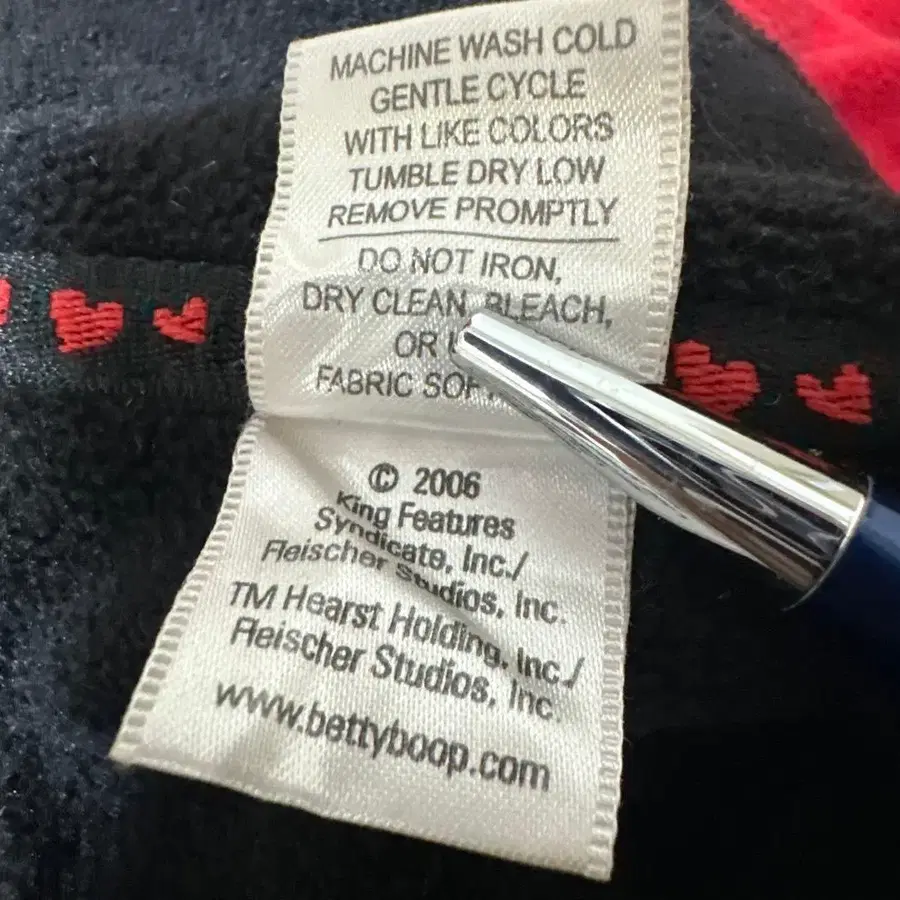 MACHINE WASH COLD
GENTLE CYCLE
WITH LIKE COLORS
TUMBLE DRY LOW
REMOVE PROMPTLY
DO NOT IRON,
DRY CLEAN, BLEACH,
OR
FABRIC
© 2006
King Features
Syndicate, Inc./
Fleischer Studios, Inc.
TM Hearst Holding, Inc./
Fleischer Studios, Inc.
www.bettyboop.com